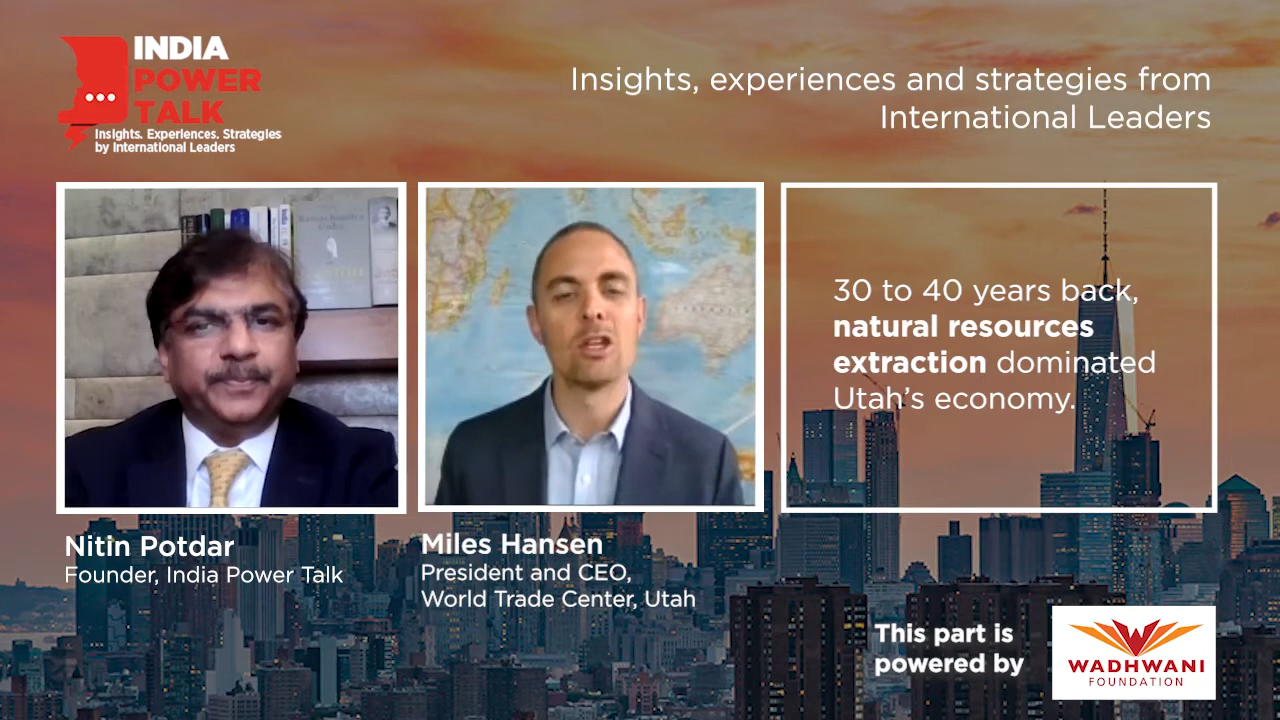 INDIA
POWER
TALK
Insights. Experiences. Strategies
by International Leaders
Insights, experiences and strategies from
International Leaders
30 to 40 years back,
natural resources
extraction dominated
Utah's economy.
Nitin Potdar
Founder, India Power Talk
Miles Hansen
President and CEO,
World Trade Center, Utah
This part is
powered by
WADHWANI
FOUNDATION